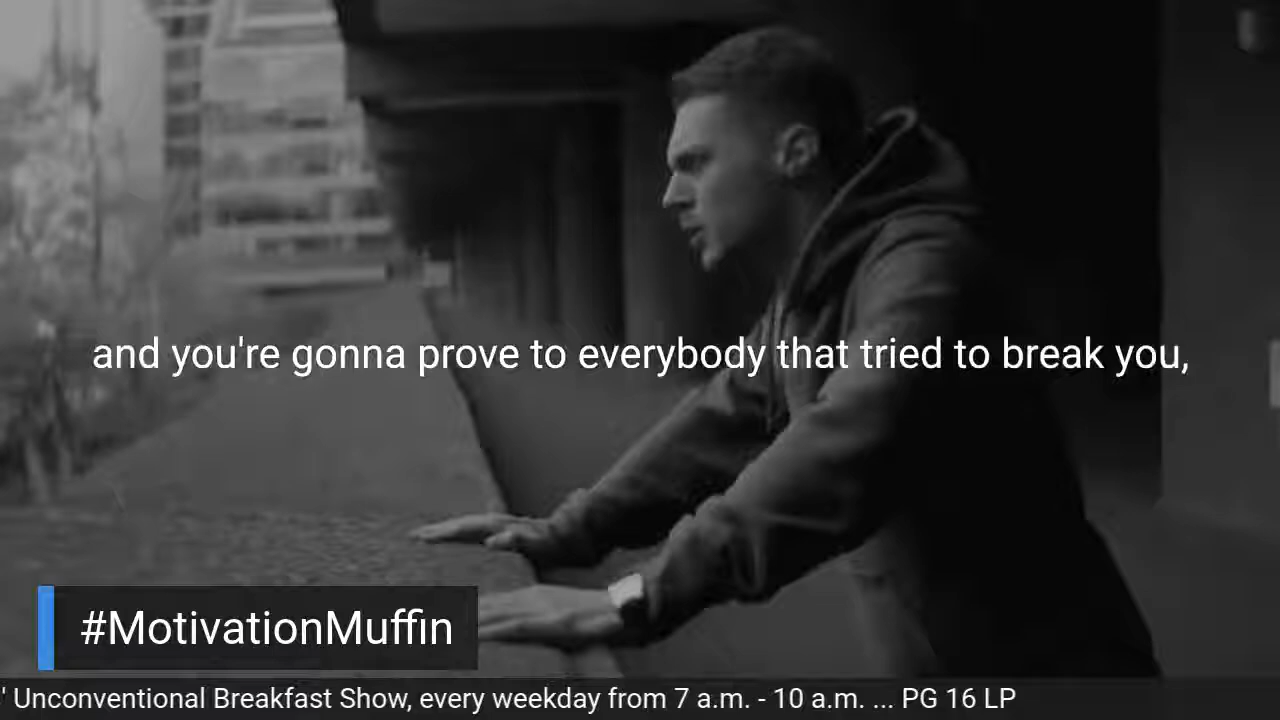 and you're gonna prove to everybody that tried to break you,
#MotivationMuffin
' Unconventional Breakfast Show, every weekday from 7 a.m. - 10 a.m. ... PG 16 LP